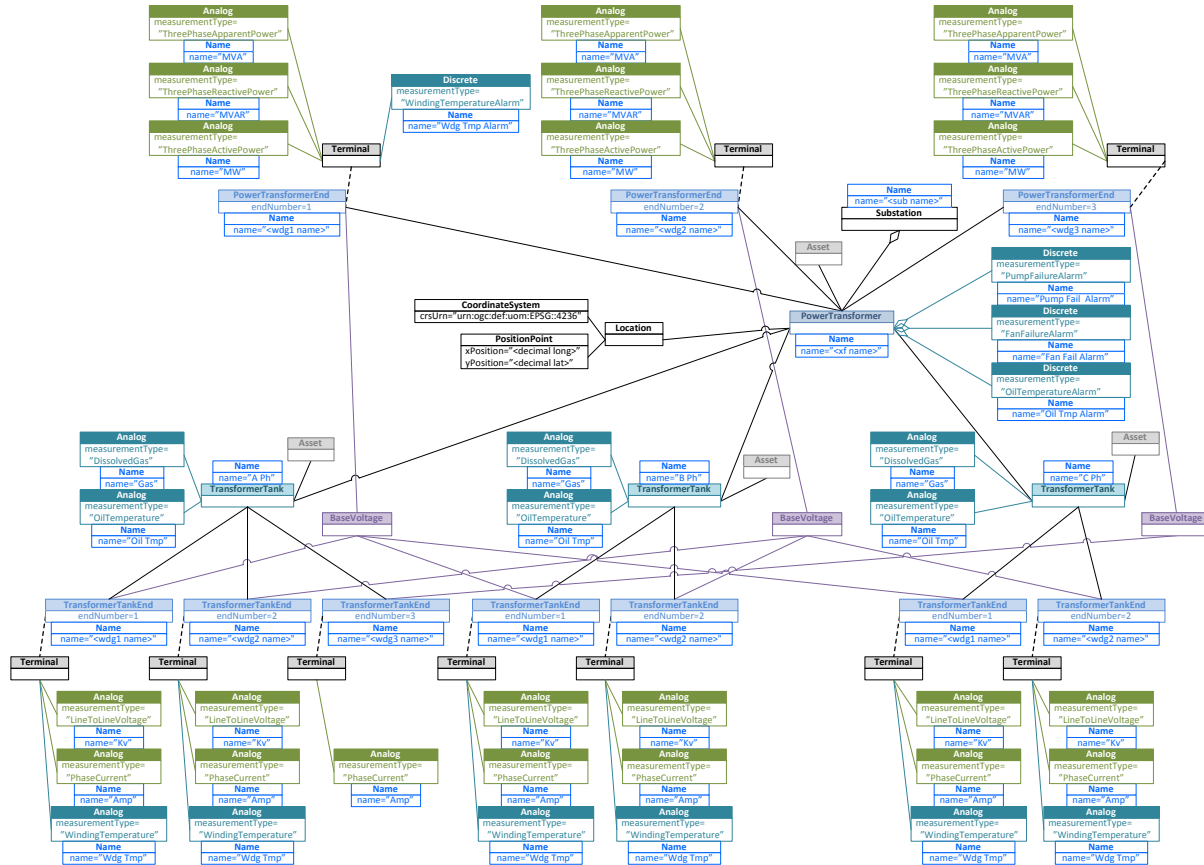 Analog
measurementType=
"ThreePhaseApparentPower"
Name
name="MVA"
Analog
measurementType=
"ThreePhaseReactivePower"
Name
name="MVAR"
Analog
measurementType=
"ThreePhaseActivePower"
Name
name="MW"
Discrete
measurementType=
"WindingTemperatureAlarm"
Name
name="Wdg Tmp Alarm"
Terminal
PowerTransformerEnd
endNumber=1
Name
name="<wdg1 name>"
Analog
measurementType=
"ThreePhaseApparentPower"
Name
name="MVA"
Analog
measurementType=
"ThreePhaseReactivePower"
Name
name="MVAR"
Analog
measurementType=
"ThreePhaseActivePower"
Name
name="MW"
Terminal
PowerTransformerEnd
endNumber=2
Name
name="<wdg2 name>"
Analog
measurementType=
"ThreePhaseApparentPower"
Name
name="MVA"
Analog
measurementType=
"ThreePhaseReactivePower"
Name
name="MVAR"
Analog
measurementType=
"ThreePhaseActivePower"
Name
name="MW"
Terminal
PowerTransformerEnd
endNumber=3
Name
name="<wdg3 name>"
Name
name="<sub name>"
Substation
Asset
CoordinateSystem
crsUrn="urn:ogc:def:uom:EPSG::4236"
PositionPoint
xPosition="<decimal long>"
yPosition="<decimal lat>"
Location
PowerTransformer
Name
name="<xf name>"
Discrete
measurementType=
"PumpFailureAlarm"
Name
name="Pump Fail Alarm"
Discrete
measurementType=
"FanFailureAlarm"
Name
name="Fan Fail Alarm"
Discrete
measurementType=
"OilTemperatureAlarm"
Name
name="Oil Tmp Alarm"
Analog
measurementType=
"DissolvedGas"
Name
name="Gas"
Analog
measurementType=
"OilTemperature"
Name
name="Oil Tmp"
Name
name="A Ph"
TransformerTank
Asset
BaseVoltage
Analog
measurementType=
"DissolvedGas"
Name
name="Gas"
Analog
measurementType=
"OilTemperature"
Name
name="Oil Tmp"
Name
name="B Ph"
TransformerTank
Asset
BaseVoltage
Analog
measurementType=
"DissolvedGas"
Name
name="Gas"
Analog
measurementType=
"OilTemperature"
Name
name="Oil Tmp"
Name
name="C Ph"
TransformerTank
Asset
BaseVoltage
TransformerTankEnd
endNumber=1
Name
name="<wdg1 name>"
TransformerTankEnd
endNumber=2
Name
name="<wdg2 name>"
TransformerTankEnd
endNumber=3
Name
name="<wdg3 name>"
TransformerTankEnd
endNumber=1
Name
name="<wdg1 name>"
TransformerTankEnd
endNumber=2
Name
name="<wdg2 name>"
TransformerTankEnd
endNumber=1
Name
name="<wdg1 name>"
TransformerTankEnd
endNumber=2
Name
name="<wdg2 name>"
Terminal
Analog
measurementType=
"LineToLineVoltage"
Name
name="Kv"
Analog
measurementType=
"PhaseCurrent"
Name
name="Amp"
Analog
measurementType=
"WindingTemperature"
Name
name="Wdg Tmp"
Terminal
Analog
measurementType=
"LineToLineVoltage"
Name
name="Kv"
Analog
measurementType=
"PhaseCurrent"
Name
name="Amp"
Analog
measurementType=
"WindingTemperature"
Name
name="Wdg Tmp"
Terminal
Analog
measurementType=
"PhaseCurrent"
Name
name="Amp"
Terminal
Analog
measurementType=
"LineToLineVoltage"
Name
name="Kv"
Analog
measurementType=
"PhaseCurrent"
Name
name="Amp"
Analog
measurementType=
"WindingTemperature"
Name
name="Wdg Tmp"
Terminal
Analog
measurementType=
"LineToLineVoltage"
Name
name="Kv"
Analog
measurementType=
"PhaseCurrent"
Name
name="Amp"
Analog
measurementType=
"WindingTemperature"
Name
name="Wdg Tmp"
Terminal
Analog
measurementType=
"LineToLineVoltage"
Name
name="Kv"
Analog
measurementType=
"PhaseCurrent"
Name
name="Amp"
Analog
measurementType=
"WindingTemperature"
Name
name="Wdg Tmp"
Terminal
Analog
measurementType=
"LineToLineVoltage"
Name
name="Kv"
Analog
measurementType=
"PhaseCurrent"
Name
name="Amp"
Analog
measurementType=
"WindingTemperature"
Name
name="Wdg Tmp"